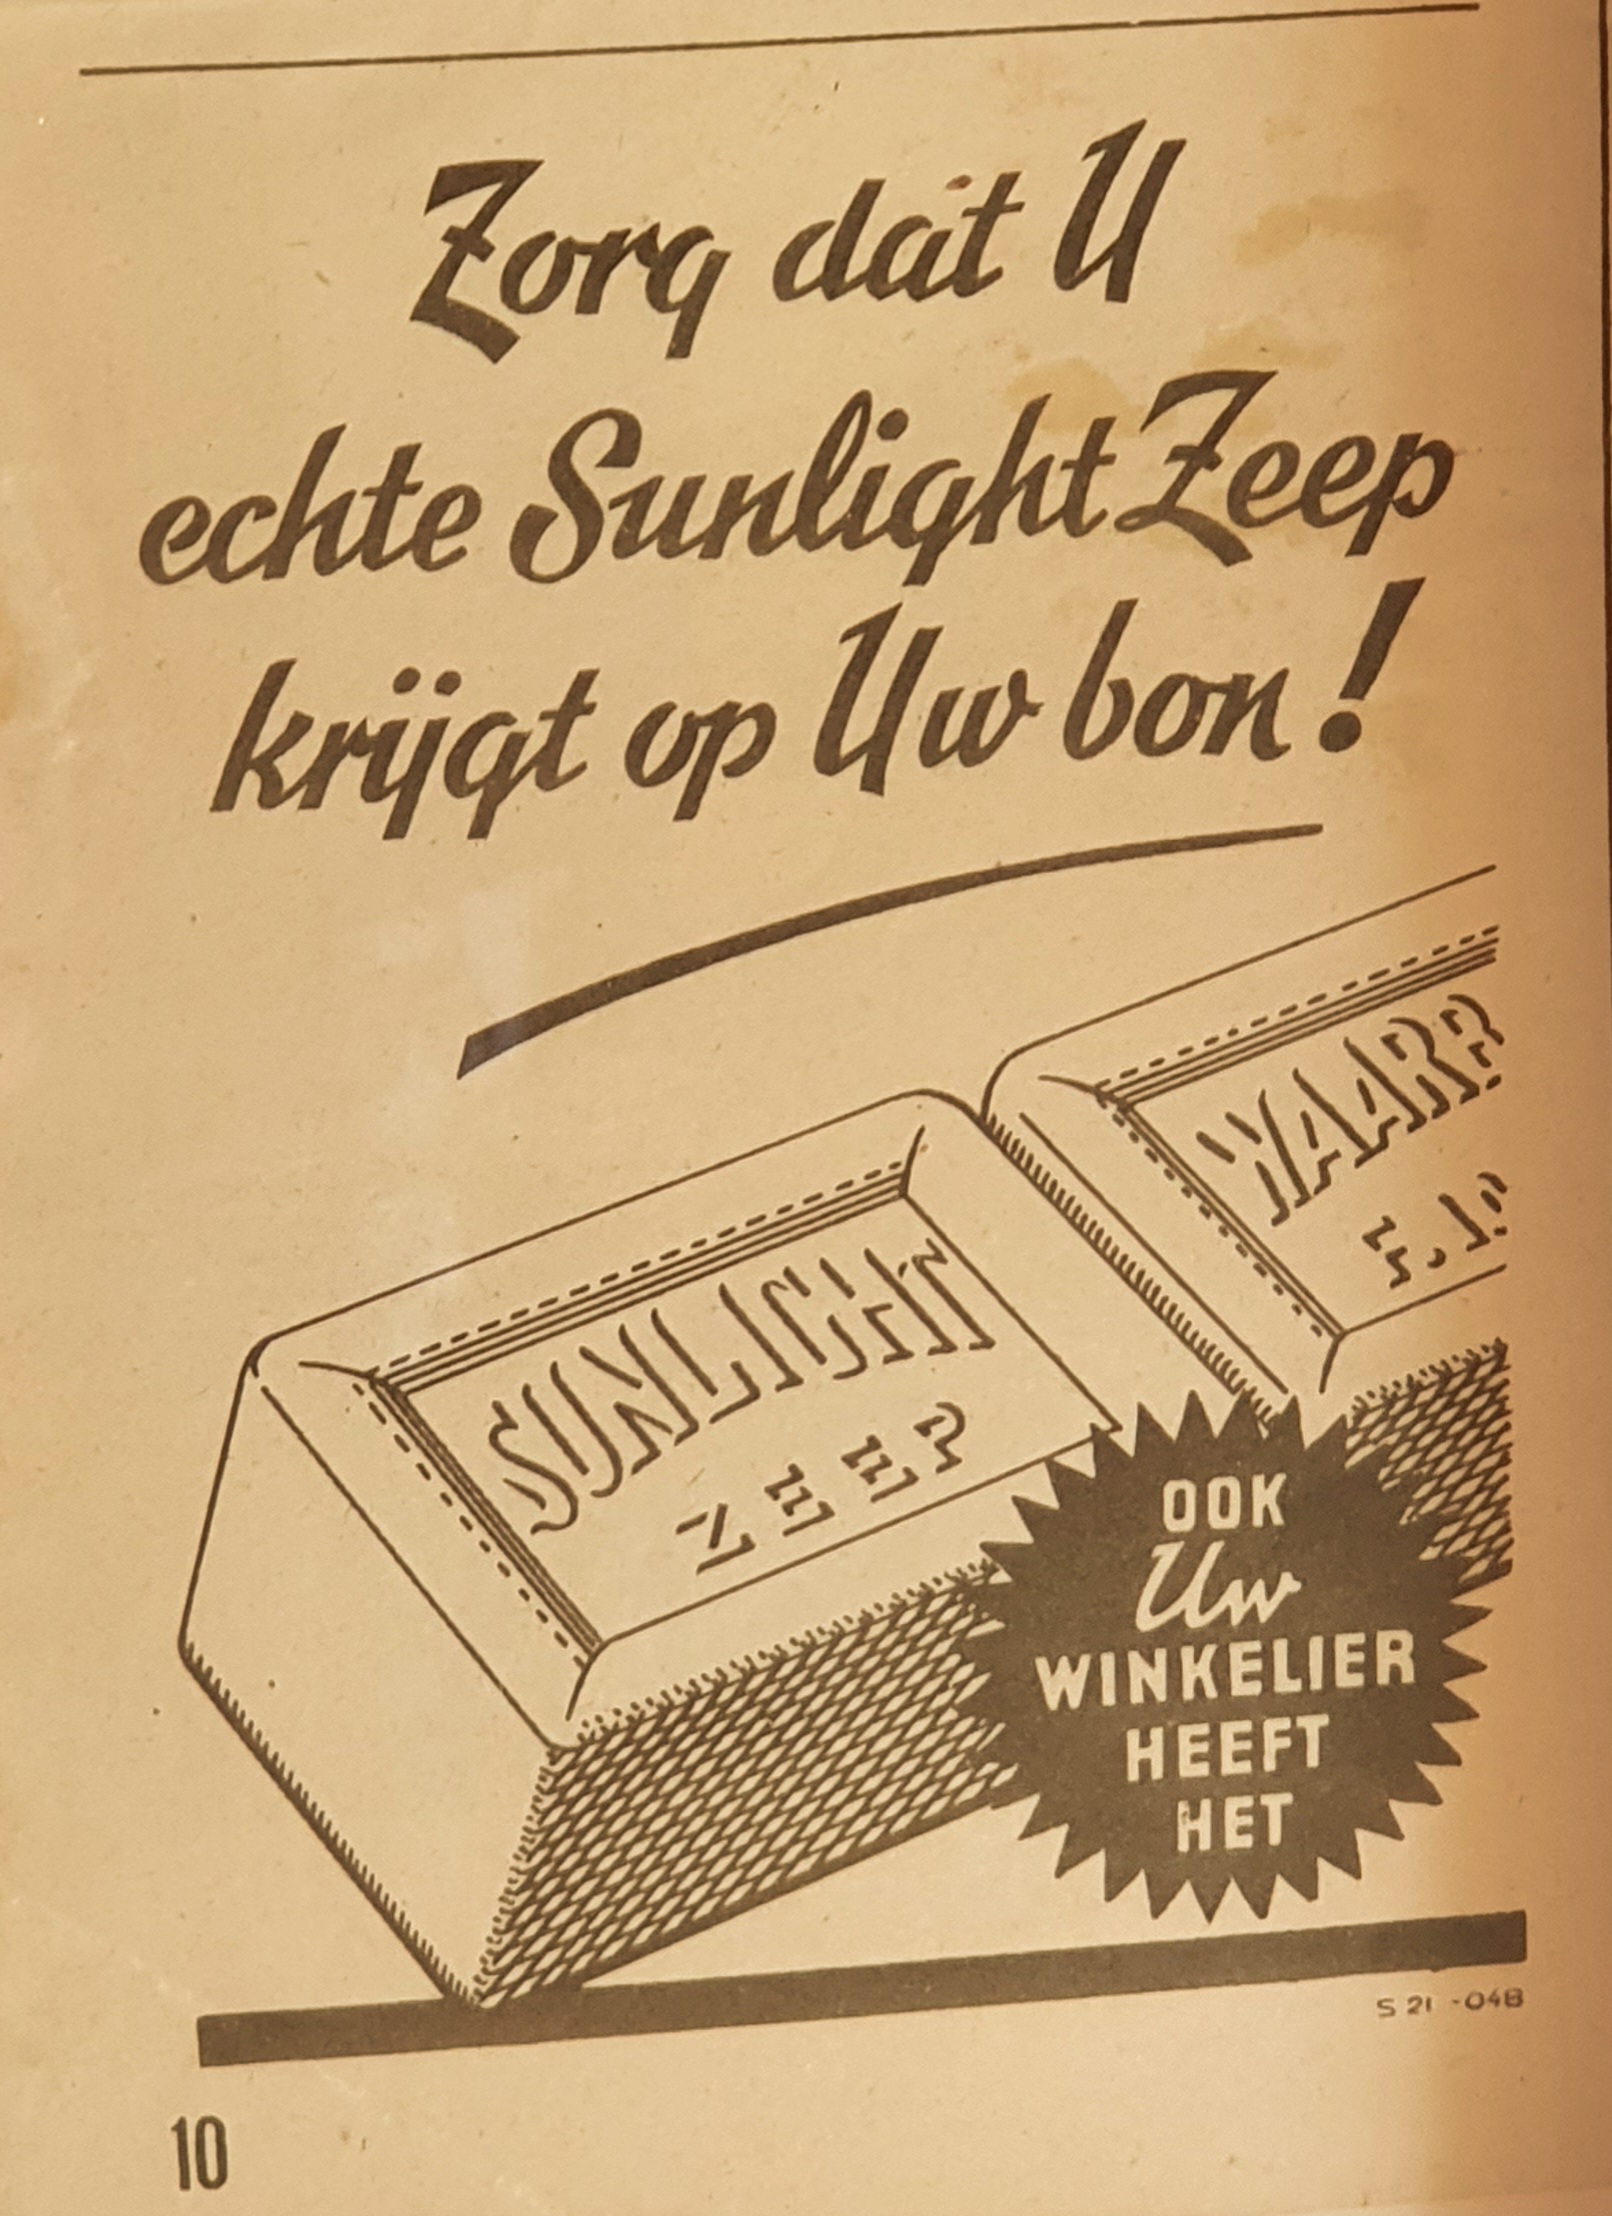 Zorg dat U
echte Sunlight Zeep
krijgt op Uw bon!
SUNLIGHT
ZEEP
OOK
Uw
WINKELIER
HEEFT
HET
S 21 -048
10